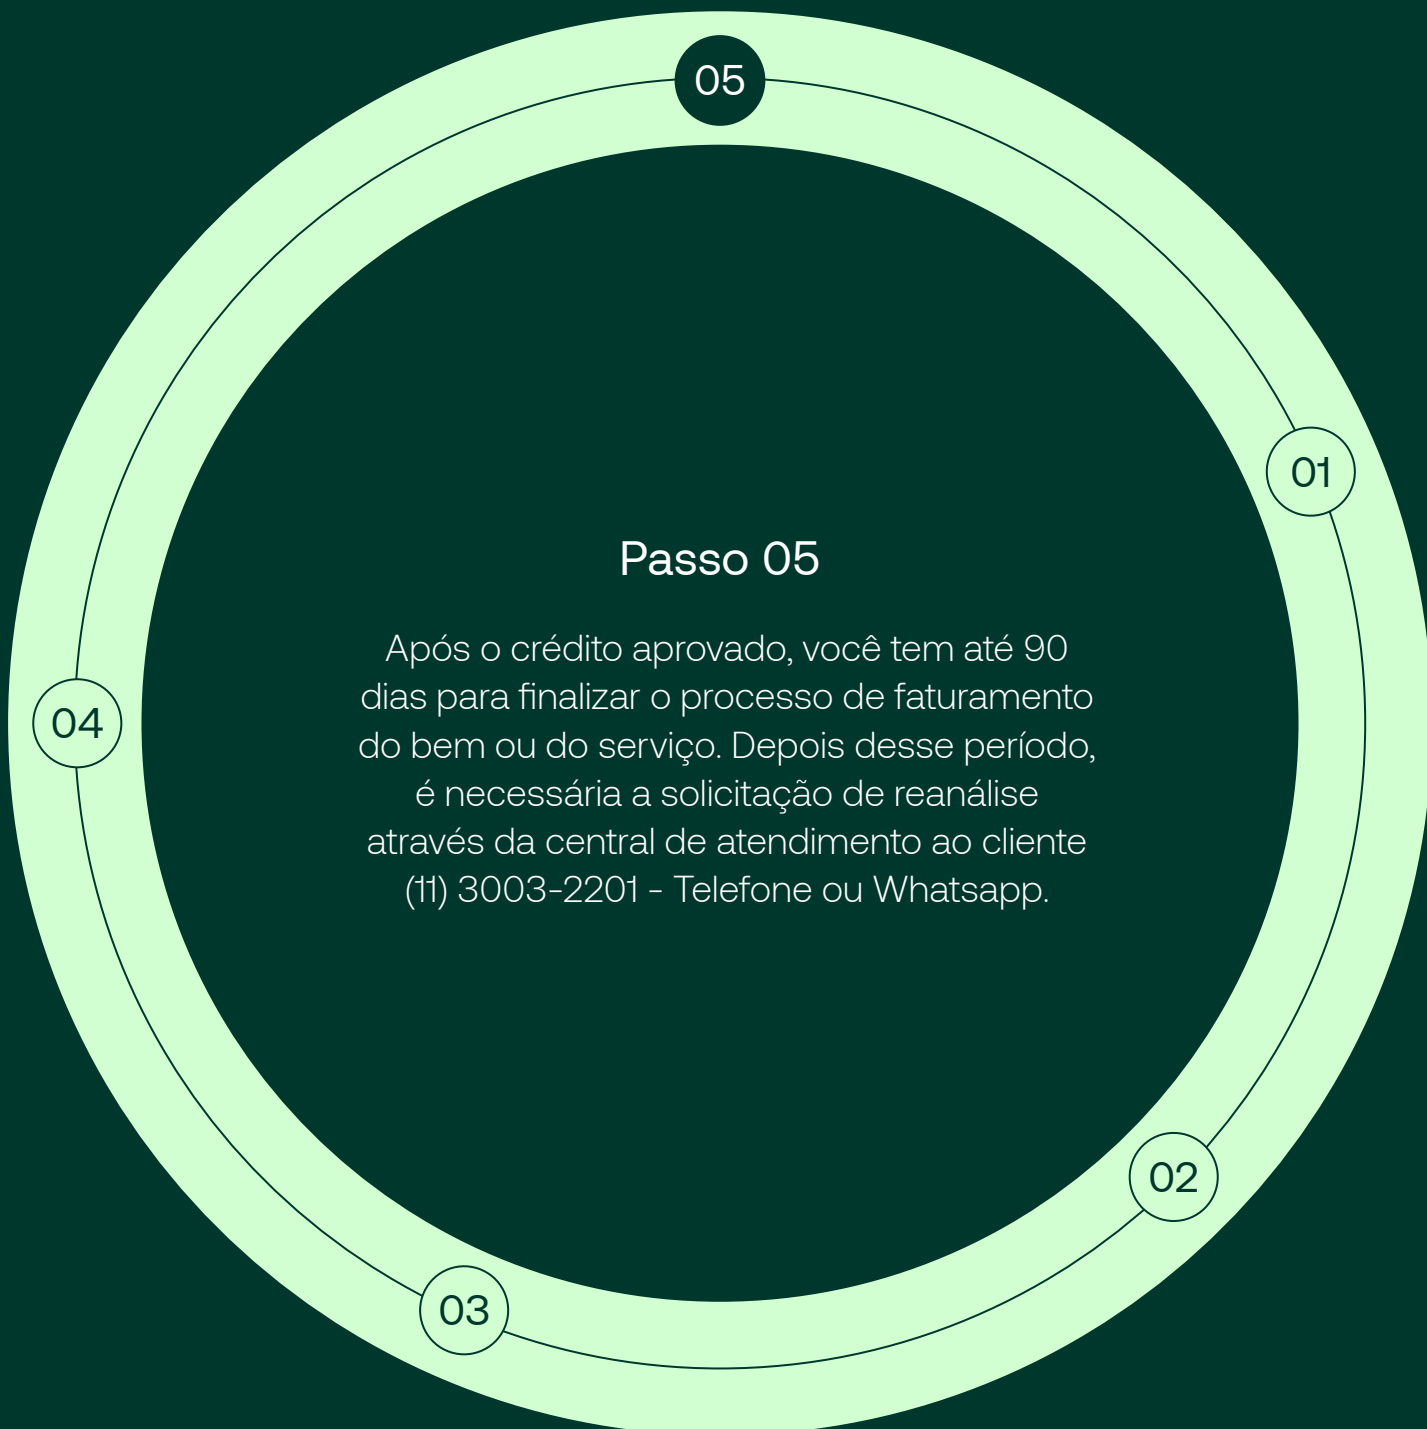 05
01
Passo 05
Após o crédito aprovado, você tem até 90
dias para finalizar o processo de faturamento
do bem ou do serviço. Depois desse período,
é necessária a solicitação de reanálise
através da central de atendimento ao cliente
(11) 3003-2201 - Telefone ou Whatsapp.
04
02
03